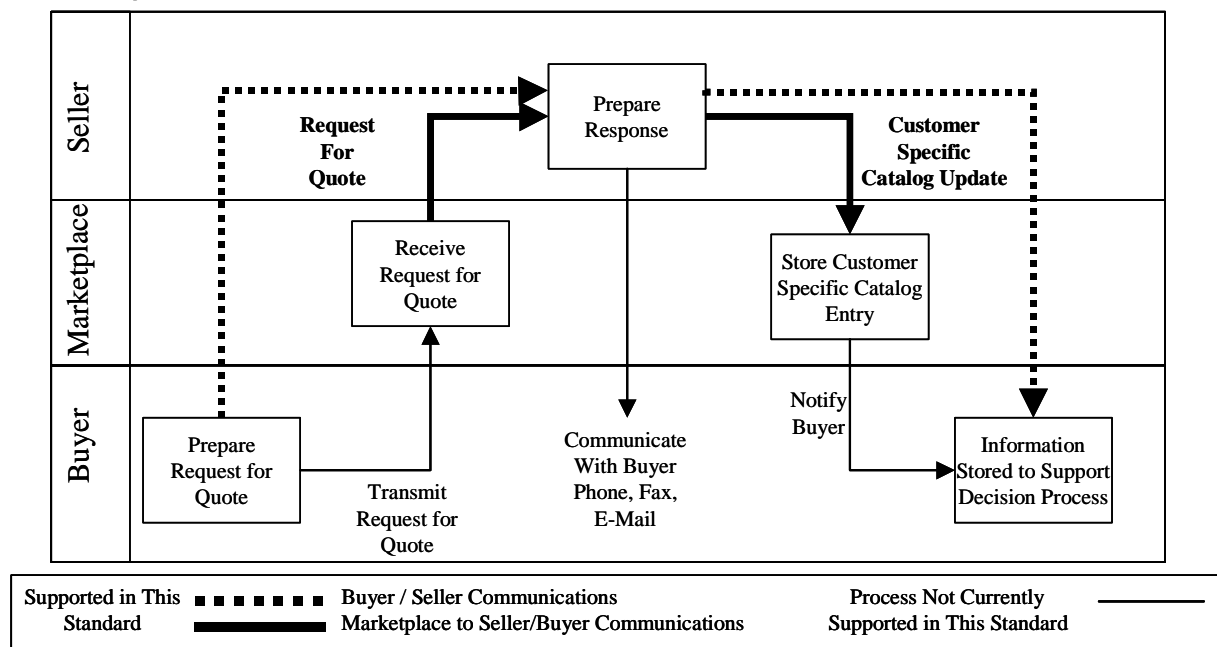 Seller
Prepare
Response
Request
For
Quote
Customer
Specific
Catalog Update
Marketplace
Receive
Request for
Quote
Store Customer
Specific Catalog
Entry
Buyer
Prepare
Request for
Quote
Transmit
Request for
Quote
Communicate
With Buyer
Phone, Fax,
E-Mail
Notify
Buyer
Information
Stored to Support
Decision Process
Supported in This
Standard
Buyer / Seller Communications
Marketplace to Seller/Buyer Communications
Process Not Currently
Supported in This Standard